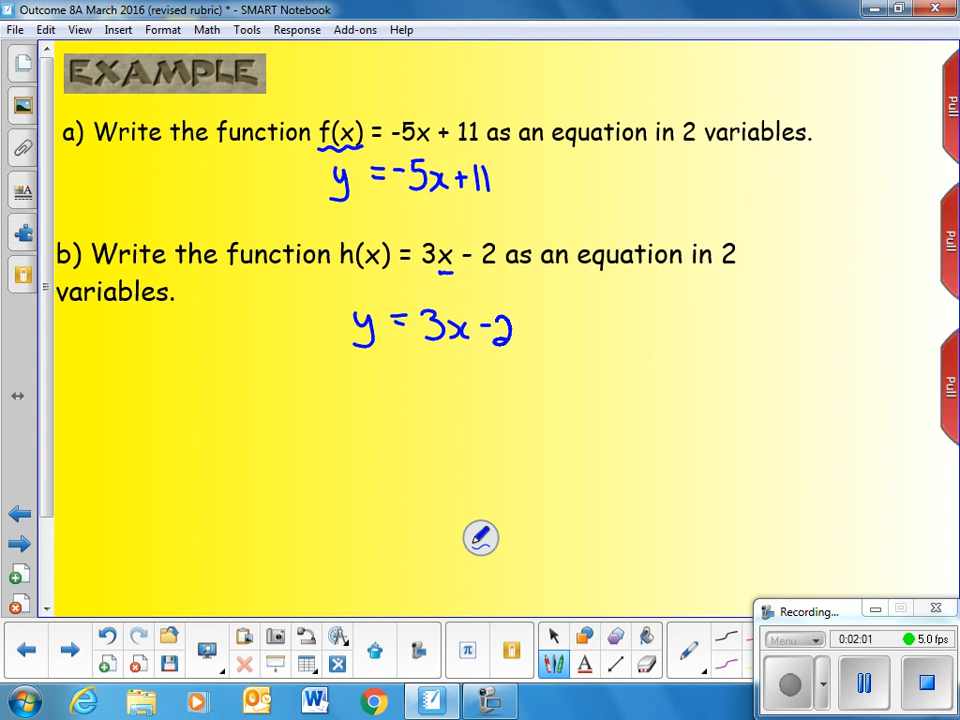 Outcome 8A March 2016 (revised rubric) * - SMART Notebook
File Edit View Insert Format Math Tools Response Add-ons Help
EXAMPLE
a) Write the function f(x) = -5x + 11 as an equation in 2 variables.
y = -5x+11
b) Write the function h(x) = 3x - 2 as an equation in 2
variables.
y = 3x -2
Pull
Pull
Pull
Recording...
Menu 0:02:01 5.0 fps